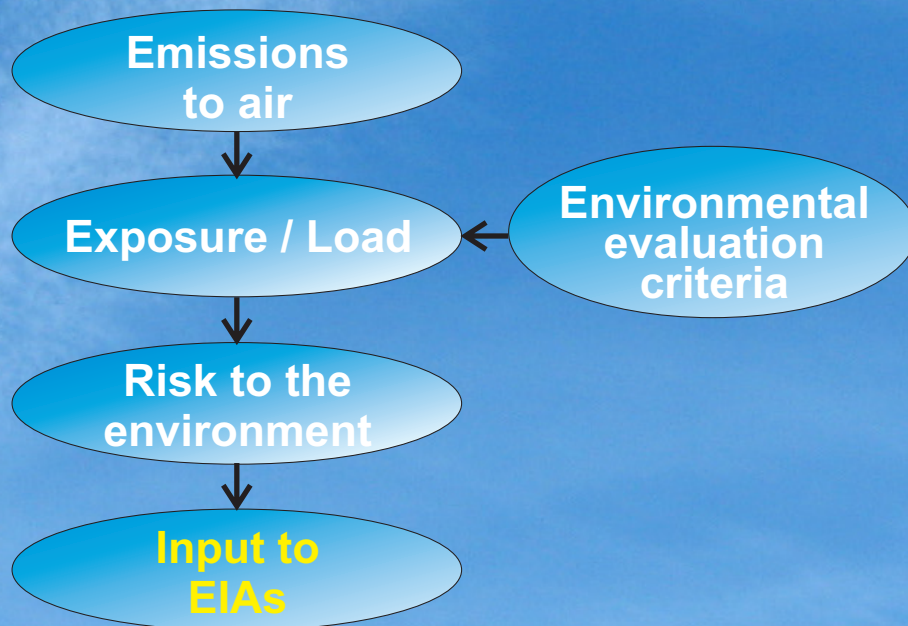 Emissions
to air
Exposure / Load
Environmental
evaluation
criteria
Risk to the
environment
Input to
EIAs